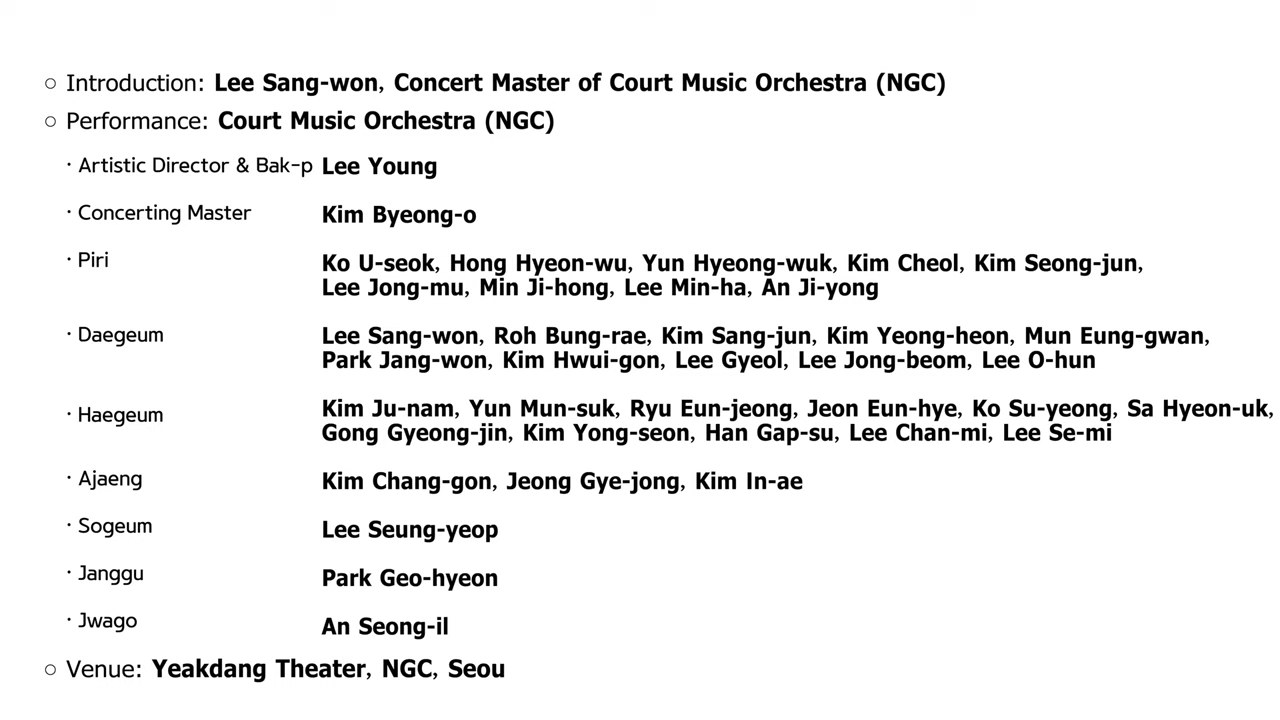 ○ Introduction: Lee Sang-won, Concert Master of Court Music Orchestra (NGC)
○ Performance: Court Music Orchestra (NGC)
· Artistic Director & Bak-p Lee Young
· Concerting Master Kim Byeong-o
· Piri Ko U-seok, Hong Hyeon-wu, Yun Hyeong-wuk, Kim Cheol, Kim Seong-jun,
Lee Jong-mu, Min Ji-hong, Lee Min-ha, An Ji-yong
· Daegeum Lee Sang-won, Roh Bung-rae, Kim Sang-jun, Kim Yeong-heon, Mun Eung-gwan,
Park Jang-won, Kim Hwui-gon, Lee Gyeol, Lee Jong-beom, Lee O-hun
· Haegeum Kim Ju-nam, Yun Mun-suk, Ryu Eun-jeong, Jeon Eun-hye, Ko Su-yeong, Sa Hyeon-uk,
Gong Gyeong-jin, Kim Yong-seon, Han Gap-su, Lee Chan-mi, Lee Se-mi
· Ajaeng Kim Chang-gon, Jeong Gye-jong, Kim In-ae
· Sogeum Lee Seung-yeop
· Janggu Park Geo-hyeon
· Jwago An Seong-il
○ Venue: Yeakdang Theater, NGC, Seou